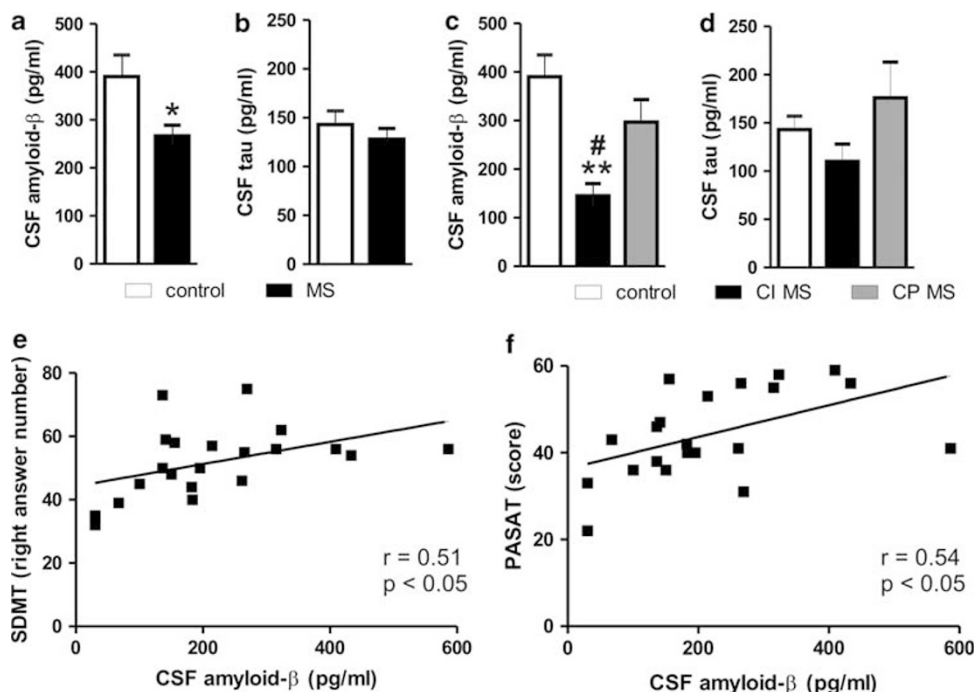 a
CSF amyloid-β (pg/ml)
500
400
300
200
100
0
*
b
CSF tau (pg/ml)
250
200
150
100
50
0
c
CSF amyloid-β (pg/ml)
500
400
300
200
100
0
#
**
d
CSF tau (pg/ml)
250
200
150
100
50
0
control MS
control CI MS CP MS
e
SDMT (right answer number)
80
60
40
20
0
r = 0.51
p < 0.05
0 200 400 600
CSF amyloid-β (pg/ml)
f
PASAT (score)
60
40
20
0
r = 0.54
p < 0.05
0 200 400 600
CSF amyloid-β (pg/ml)